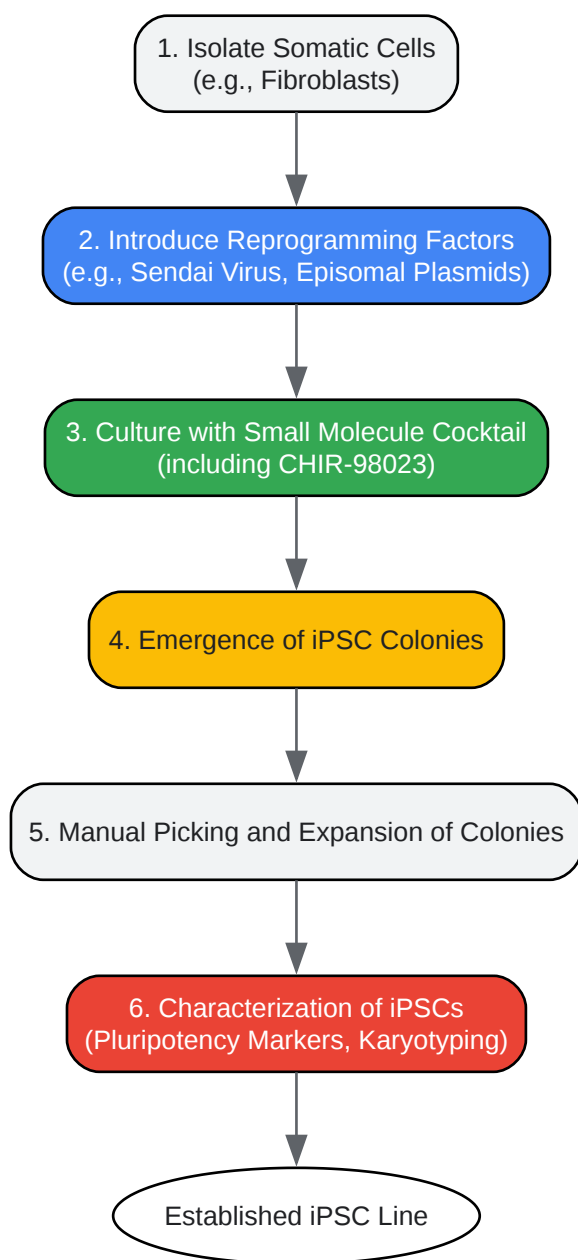 1. Isolate Somatic Cells
(e.g., Fibroblasts)
2. Introduce Reprogramming Factors
(e.g., Sendai Virus, Episomal Plasmids)
3. Culture with Small Molecule Cocktail
(including CHIR-98023)
4. Emergence of iPSC Colonies
5. Manual Picking and Expansion of Colonies
6. Characterization of iPSCs
(Pluripotency Markers, Karyotyping)
Established iPSC Line